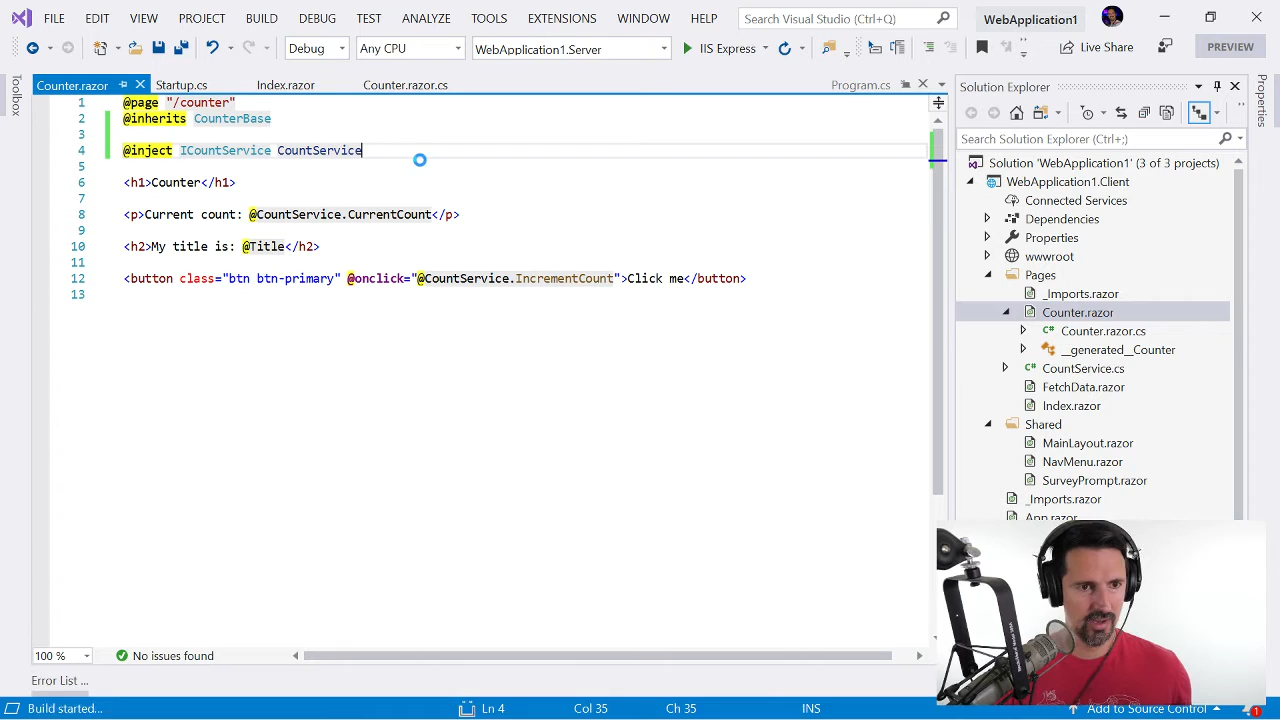 FILE EDIT VIEW PROJECT BUILD DEBUG TEST ANALYZE TOOLS EXTENSIONS WINDOW HELP Search Visual Studio (Ctrl+Q) WebApplication1
Debug Any CPU WebApplication1.Server IIS Express Live Share PREVIEW
Toolbox
Counter.razor Startup.cs Index.razor Counter.razor.cs Program.cs
1 @page "/counter"
2 @inherits CounterBase
3
4 @inject ICountService CountService
5
6 <h1>Counter</h1>
7
8 <p>Current count: @CountService.CurrentCount</p>
9
10 <h2>My title is: @Title</h2>
11
12 <button class="btn btn-primary" @onclick="@CountService.IncrementCount">Click me</button>
13
100 % No issues found
Error List ...
Build started... Ln 4 Col 35 Ch 35 INS Add to Source Control 1
Solution Explorer
Search Solution Explorer (Ctrl+;)
Solution 'WebApplication1' (3 of 3 projects)
WebApplication1.Client
Connected Services
Dependencies
Properties
wwwroot
Pages
_Imports.razor
Counter.razor
Counter.razor.cs
__generated__Counter
CountService.cs
FetchData.razor
Index.razor
Shared
MainLayout.razor
NavMenu.razor
SurveyPrompt.razor
_Imports.razor
App.razor
Properties